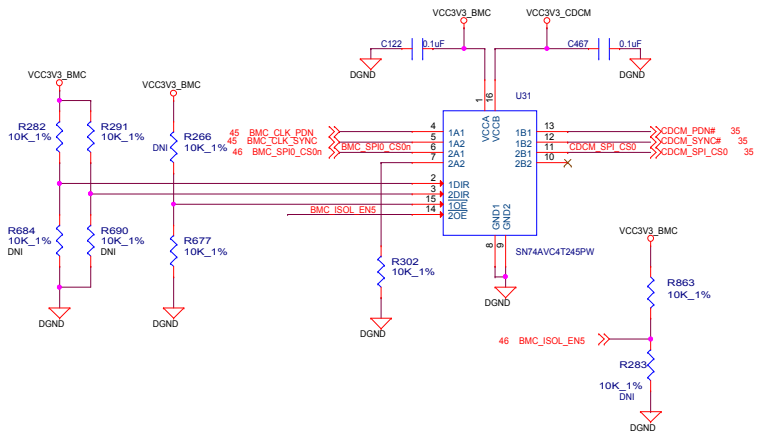 VCC3V3_BMC
VCC3V3_CDCM
C122
0.1uF
C467
0.1uF
DGND
DGND
VCC3V3_BMC
VCC3V3_BMC
U31
1
16
VCCA
VCCB
R282
10K_1%
R291
10K_1%
R266
DNI
10K_1%
45 BMC_CLK_PDN
4
1A1
1B1
13
CDCM_PDN# 35
45 BMC_CLK_SYNC
5
1A2
1B2
12
CDCM_SYNC# 35
46 BMC_SPI0_CS0n
BMC_SPI0_CS0n
6
2A1
2B1
11
CDCM_SPI_CS0
CDCM_SPI_CS0 35
7
2A2
2B2
10
2
1DIR
3
2DIR
15
1OE
BMC_ISOL_EN5
14
2OE
GND1
GND2
8
9
SN74AVC4T245PW
R684
10K_1%
R690
10K_1%
DNI
DNI
R677
10K_1%
R302
10K_1%
DGND
DGND
DGND
DGND
VCC3V3_BMC
R863
10K_1%
46 BMC_ISOL_EN5
R283
10K_1%
DNI
DGND